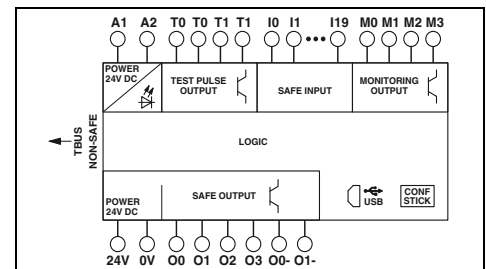 A1 A2 T0 T0 T1 T1 I0 I1 I19 M0 M1 M2 M3
POWER
24V DC
TEST PULSE
OUTPUT
SAFE INPUT
MONITORING
OUTPUT
TBUS
NON-SAFE
LOGIC
POWER
24V DC
SAFE OUTPUT
USB
CONF
STICK
24V 0V O0 O1 O2 O3 O0- O1-